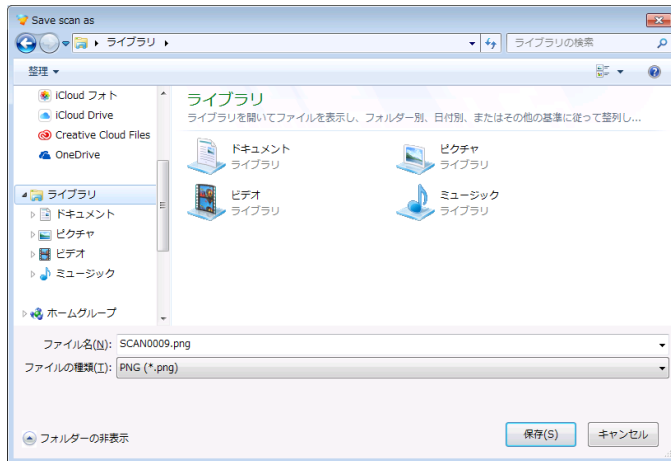 Save scan as
ライブラリ
ライブラリの検索
整理
iCloud フォト
iCloud Drive
Creative Cloud Files
OneDrive
ライブラリ
ドキュメント
ピクチャ
ビデオ
ミュージック
ホームグループ
ライブラリ
ライブラリを開いてファイルを表示し、フォルダー別、日付別、またはその他の基準に従って整列し...
ドキュメント
ライブラリ
ピクチャ
ライブラリ
ビデオ
ライブラリ
ミュージック
ライブラリ
ファイル名(N): SCAN0009.png
ファイルの種類(T): PNG (*.png)
フォルダーの非表示
保存(S)
キャンセル